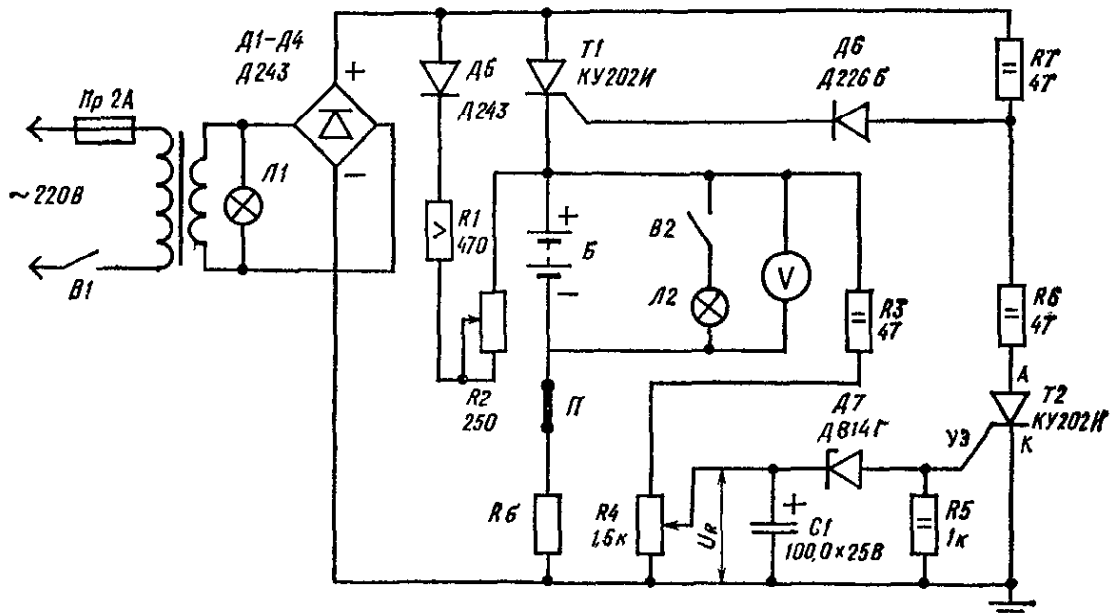 Д1-Д4
Д243
+
−
Пр 2А
~ 220В
В1
Л1
Д5
Д243
Т1
КУ202И
Д6
Д226 Б
R7
47
R1
470
>
+
Б
−
В2
Л2
V
R3
47
R6
47
R2
250
П
А
Т2
КУ202И
К
УЭ
Д7
Д814Г
Rб
R4
1,5к
UR
+
С1
100,0×25В
R5
1к